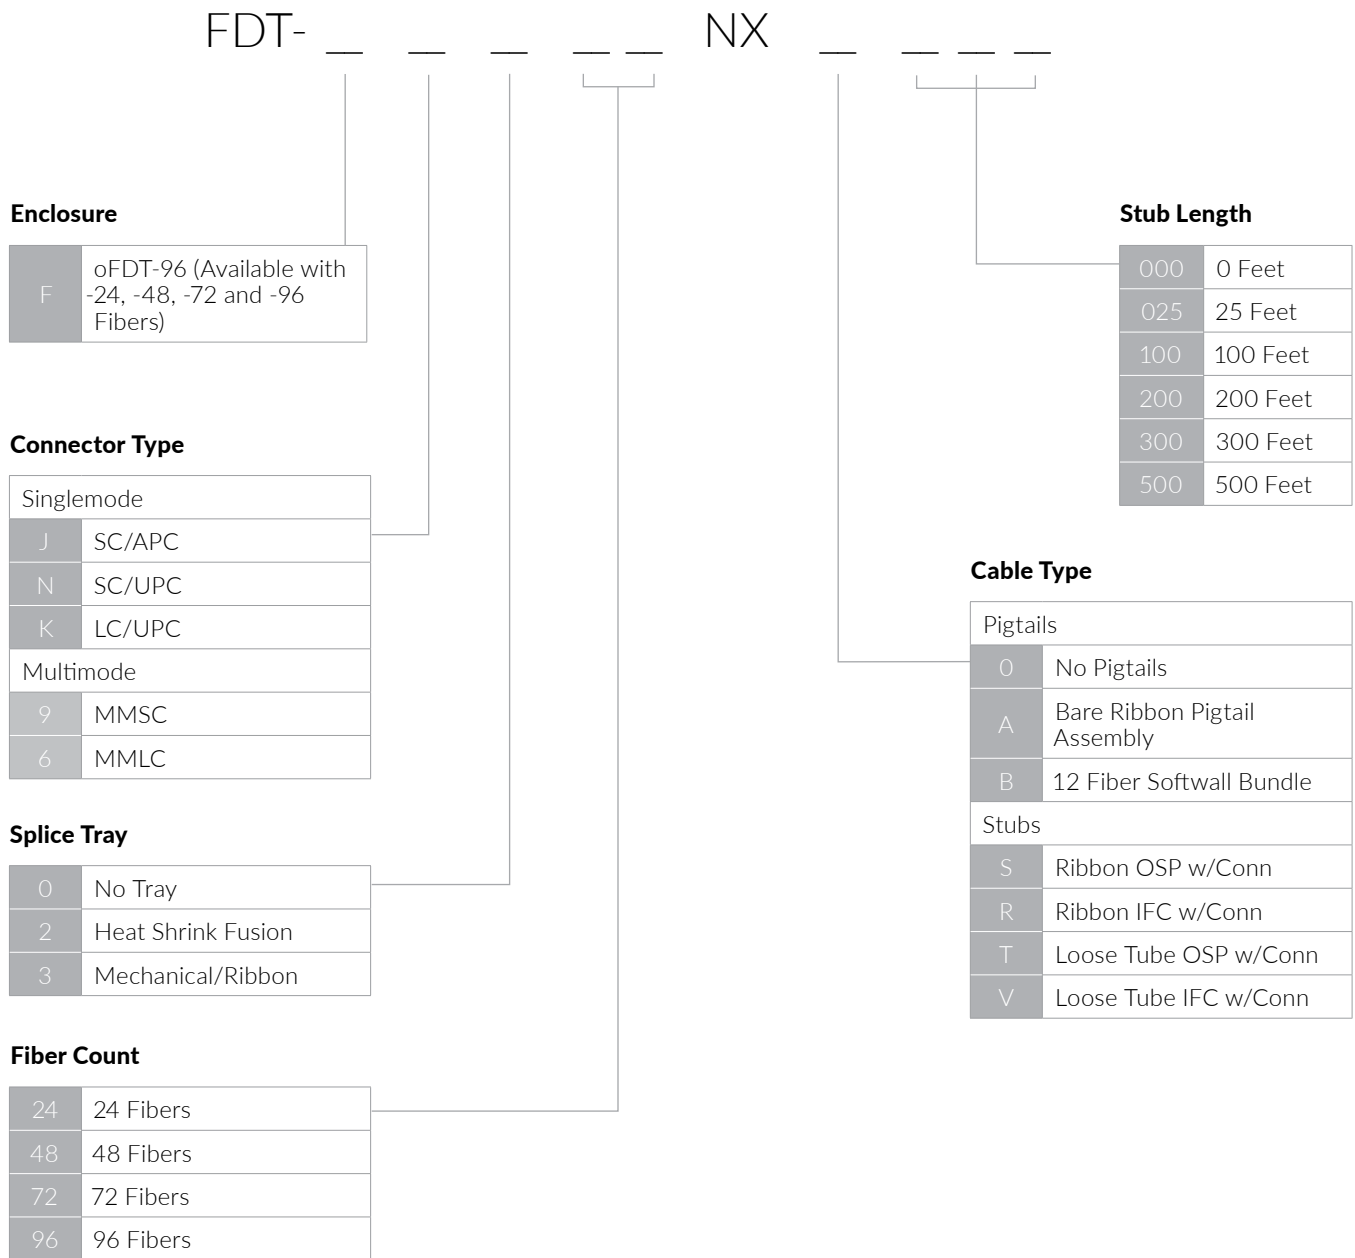 FDT- __ __ __ __ __ NX __ __ __ __
Enclosure
F
oFDT-96 (Available with
-24, -48, -72 and -96
Fibers)
Connector Type
Singlemode
J SC/APC
N SC/UPC
K LC/UPC
Multimode
9 MMSC
6 MMLC
Splice Tray
0 No Tray
2 Heat Shrink Fusion
3 Mechanical/Ribbon
Fiber Count
24 24 Fibers
48 48 Fibers
72 72 Fibers
96 96 Fibers
Stub Length
000 0 Feet
025 25 Feet
100 100 Feet
200 200 Feet
300 300 Feet
500 500 Feet
Cable Type
Pigtails
0 No Pigtails
A
Bare Ribbon Pigtail
Assembly
B 12 Fiber Softwall Bundle
Stubs
S Ribbon OSP w/Conn
R Ribbon IFC w/Conn
T Loose Tube OSP w/Conn
V Loose Tube IFC w/Conn